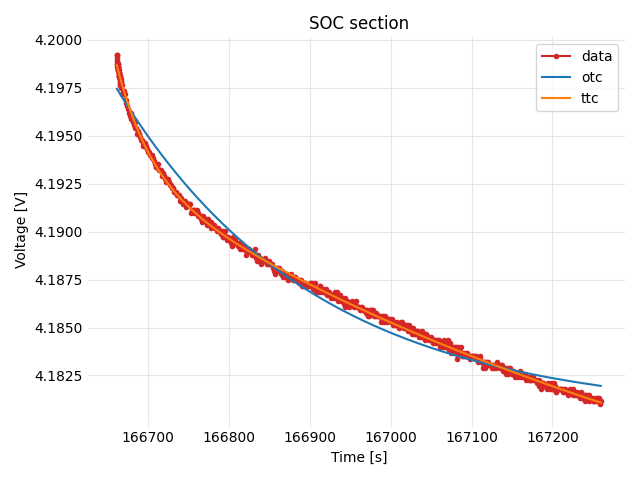 SOC section
4.2000
4.1975
4.1950
4.1925
4.1900
4.1875
4.1850
4.1825
Voltage [V]
data
otc
ttc
166700 166800 166900 167000 167100 167200
Time [s]